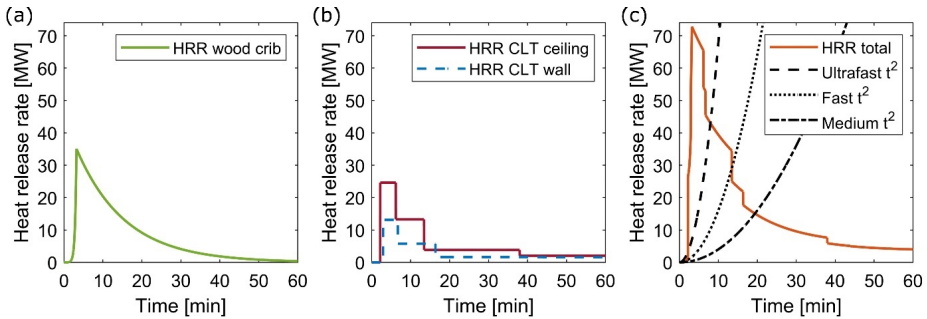 (a)
HRR wood crib
Heat release rate [MW]
70
60
50
40
30
20
10
0
0 10 20 30 40 50 60
Time [min]
(b)
HRR CLT ceiling
HRR CLT wall
Heat release rate [MW]
70
60
50
40
30
20
10
0
0 10 20 30 40 50 60
Time [min]
(c)
HRR total
Ultrafast t²
Fast t²
Medium t²
Heat release rate [MW]
70
60
50
40
30
20
10
0
0 10 20 30 40 50 60
Time [min]